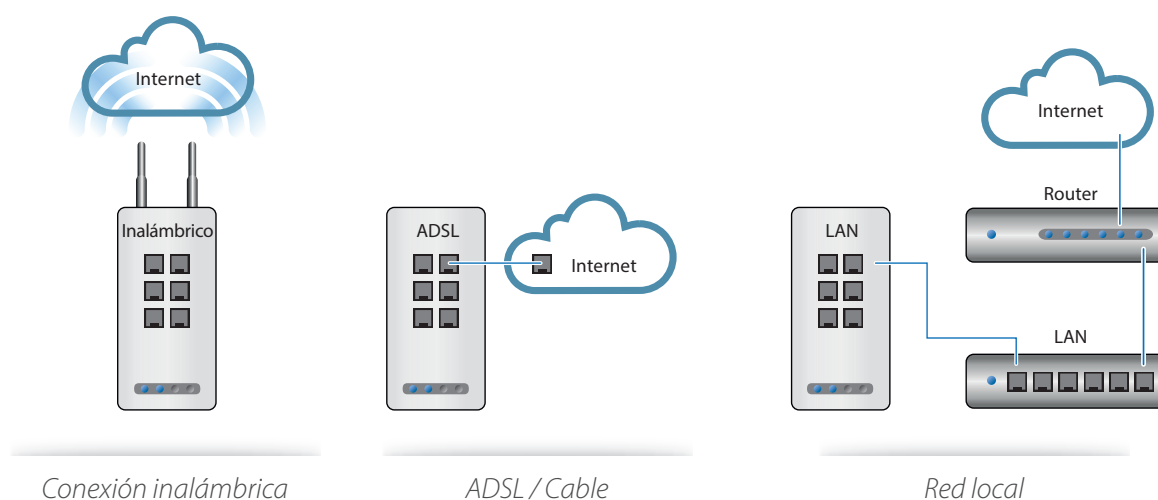 Internet
Inalámbrico
Conexión inalámbrica
ADSL
Internet
ADSL / Cable
Internet
Router
LAN
LAN
Red local